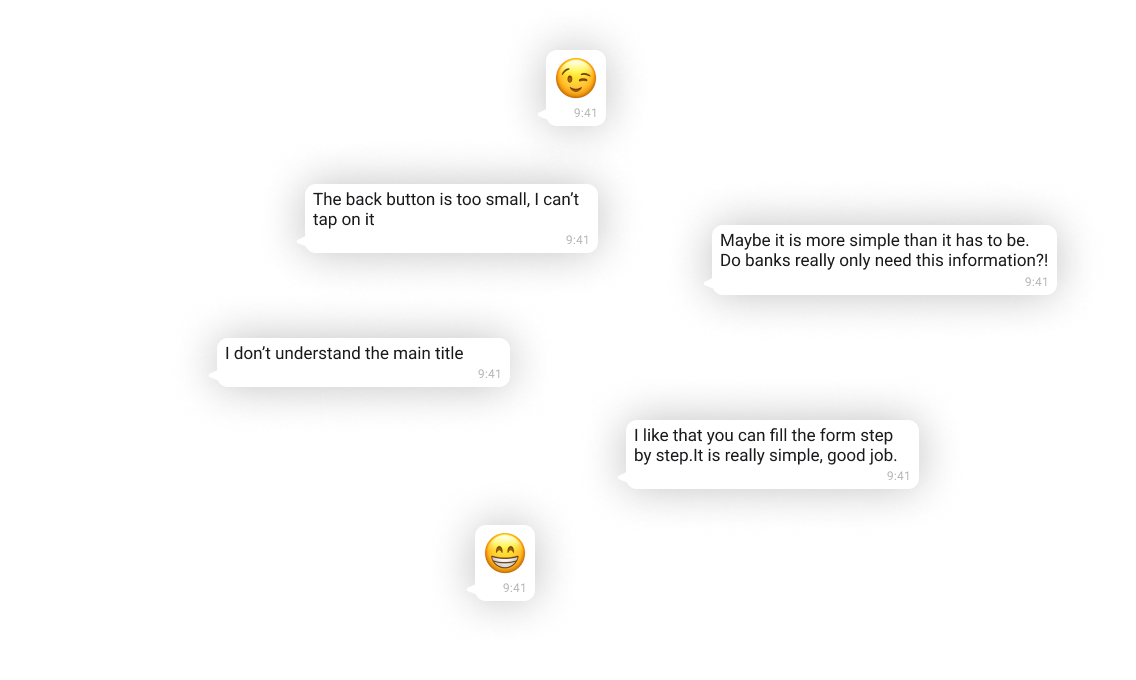 😉
9:41
The back button is too small, I can’t
tap on it
9:41
Maybe it is more simple than it has to be.
Do banks really only need this information?!
9:41
I don’t understand the main title
9:41
I like that you can fill the form step
by step.It is really simple, good job.
9:41
😁
9:41